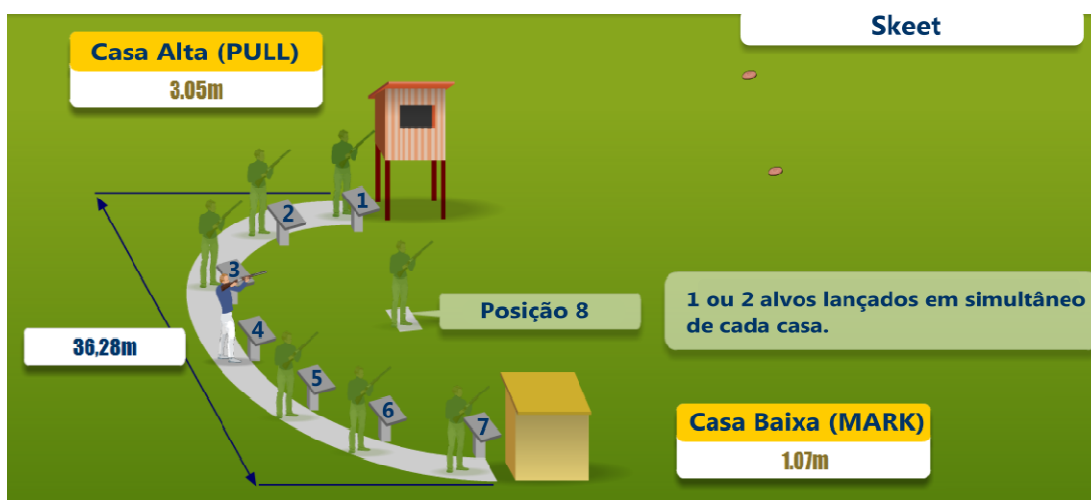 Skeet
Casa Alta (PULL)
3.05m
1
2
3
4
5
6
7
Posição 8
1 ou 2 alvos lançados em simultâneo
de cada casa.
36,28m
Casa Baixa (MARK)
1.07m